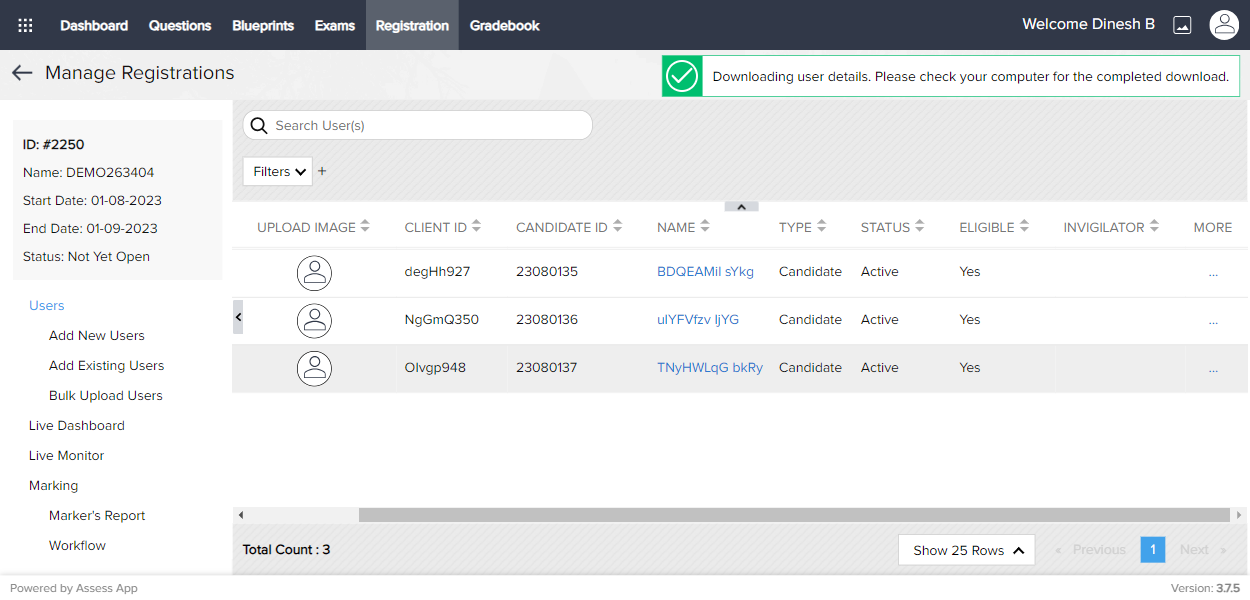 Dashboard Questions Blueprints Exams Registration Gradebook Welcome Dinesh B
Manage Registrations
Downloading user details. Please check your computer for the completed download.
ID: #2250
Name: DEMO263404
Start Date: 01-08-2023
End Date: 01-09-2023
Status: Not Yet Open
Users
Add New Users
Add Existing Users
Bulk Upload Users
Live Dashboard
Live Monitor
Marking
Marker's Report
Workflow
Search User(s)
Filters +
UPLOAD IMAGE CLIENT ID CANDIDATE ID NAME TYPE STATUS ELIGIBLE INVIGILATOR MORE
degHh927 23080135 BDQEAMil sYkg Candidate Active Yes ...
NgGmQ350 23080136 ulYFVfzv ljYG Candidate Active Yes ...
Olvgp948 23080137 TNyHWLqG bkRy Candidate Active Yes ...
Total Count : 3 Show 25 Rows « Previous 1 Next »
Powered by Assess App Version: 3.7.5